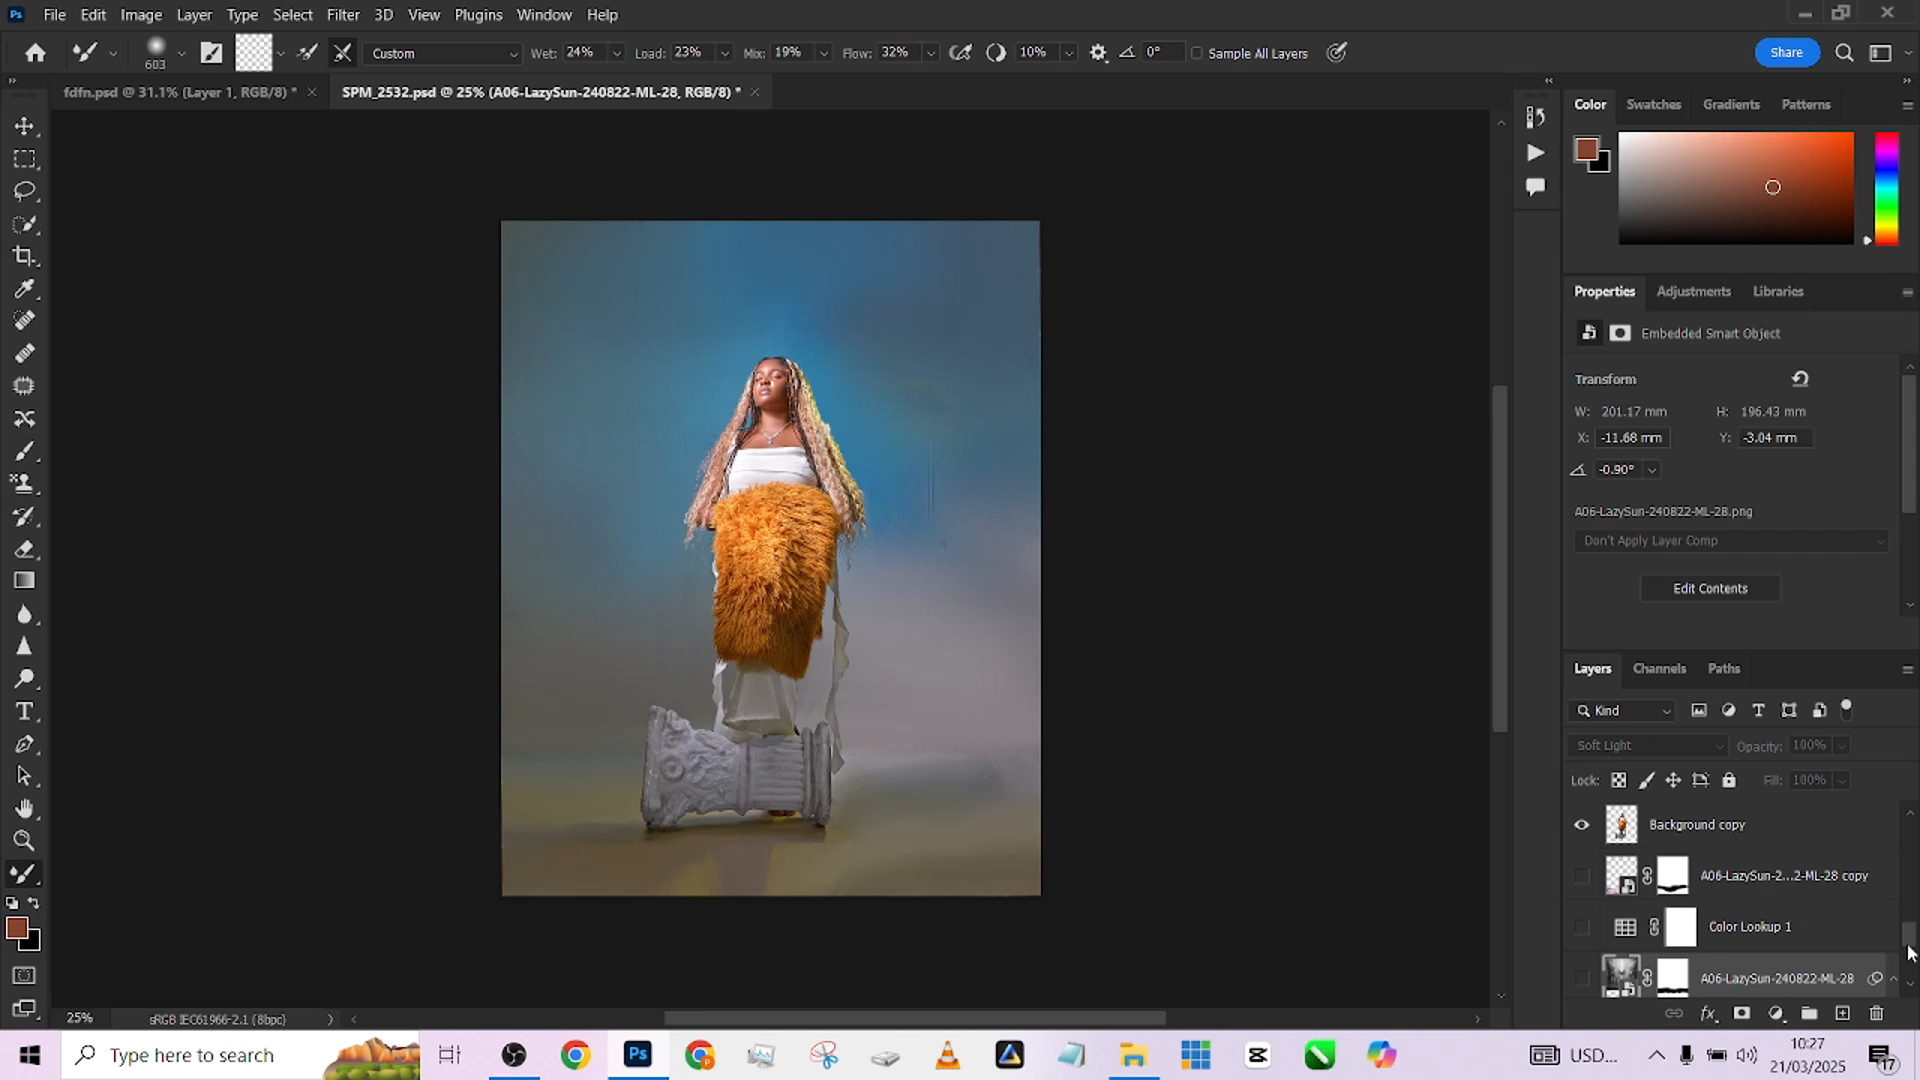 Ps File Edit Image Layer Type Select Filter 3D View Plugins Window Help
603 Custom Wet: 24% Load: 23% Mix: 19% Flow: 32% 10% 0° Sample All Layers Share
fdfn.psd @ 31.1% (Layer 1, RGB/8) * SPM_2532.psd @ 25% (A06-LazySun-240822-ML-28, RGB/8) *
Color Swatches Gradients Patterns
Properties Adjustments Libraries
Embedded Smart Object
Transform
W: 201.17 mm H: 196.43 mm
X: -11.68 mm Y: -3.04 mm
-0.90°
A06-LazySun-240822-ML-28.png
Don't Apply Layer Comp
Edit Contents
Layers Channels Paths
Kind
Soft Light Opacity: 100%
Lock: Fill: 100%
Background copy
A06-LazySun-2...2-ML-28 copy
Color Lookup 1
A06-LazySun-240822-ML-28
25% sRGB IEC61966-2.1 (8bpc)
Type here to search
USD...
10:27
21/03/2025
17